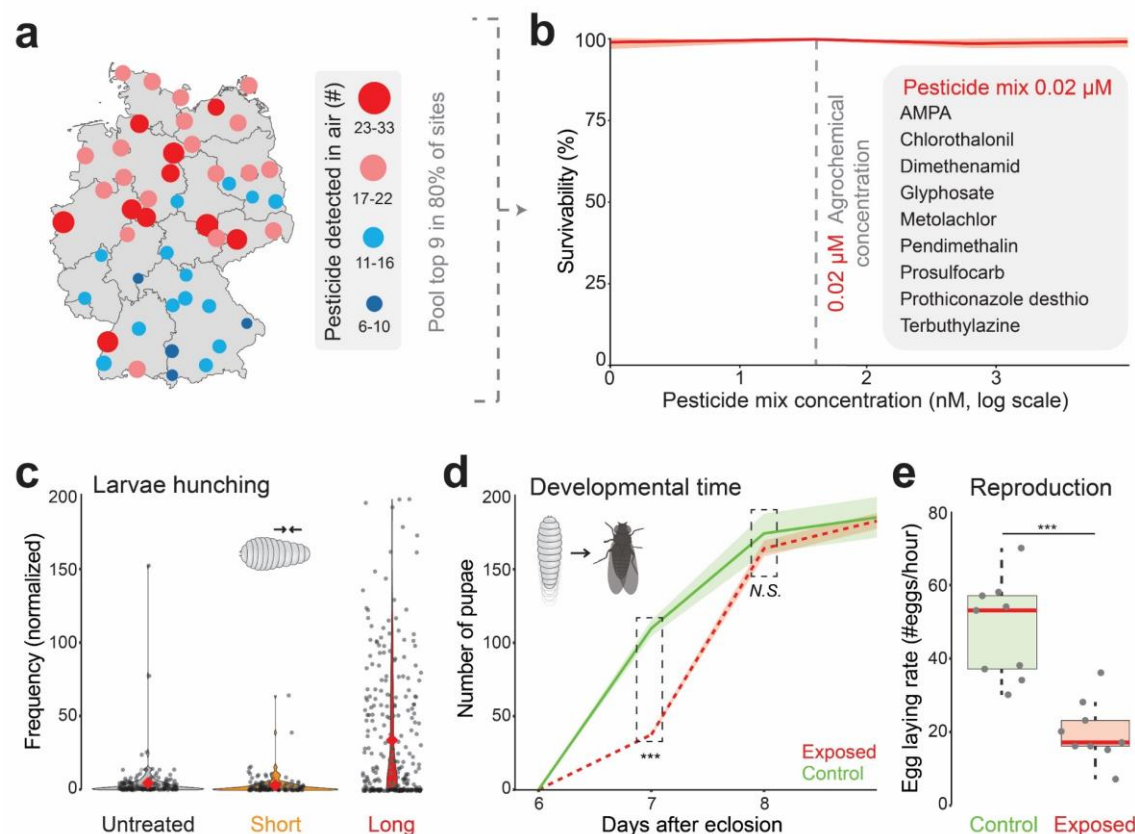 a
Pesticide detected in air (#)
23-33
17-22
11-16
6-10
Pool top 9 in 80% of sites
b
Survivability (%)
100
75
50
25
0
0.02 µM Agrochemical
concentration
Pesticide mix 0.02 µM
AMPA
Chlorothalonil
Dimethenamid
Glyphosate
Metolachlor
Pendimethalin
Prosulfocarb
Prothiconazole desthio
Terbuthylazine
0 1 2 3
Pesticide mix concentration (nM, log scale)
c
Larvae hunching
Frequency (normalized)
200
150
100
50
0
Untreated Short Long
d
Developmental time
Number of pupae
200
150
100
50
0
***
N.S.
Exposed
Control
6 7 8
Days after eclosion
e
Reproduction
Egg laying rate (#eggs/hour)
80
60
40
20
0
***
Control Exposed